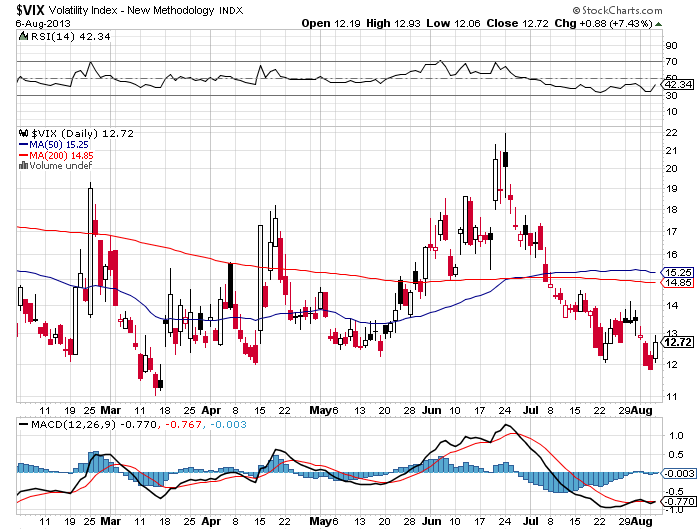 $VIX Volatility Index - New Methodology INDX
© StockCharts.com
6-Aug-2013
Open 12.19 High 12.93 Low 12.06 Close 12.72 Chg +0.88 (+7.43%)
RSI(14) 42.34
90
70
50
42.34
30
10
$VIX (Daily) 12.72
MA(50) 15.25
MA(200) 14.85
Volume undef
22
21
20
19
18
17
16
15.25
14.85
14
13
12.72
12
11
11 19 25 Mar 11 18 25 Apr 8 15 22 May 6 13 20 28 Jun 10 17 24 Jul 8 15 22 29 Aug
MACD(12,26,9) -0.770, -0.767, -0.003
1.0
0.5
-0.003
-0.5
-0.770
-1.0
11 19 25 Mar 11 18 25 Apr 8 15 22 May 6 13 20 28 Jun 10 17 24 Jul 8 15 22 29 Aug